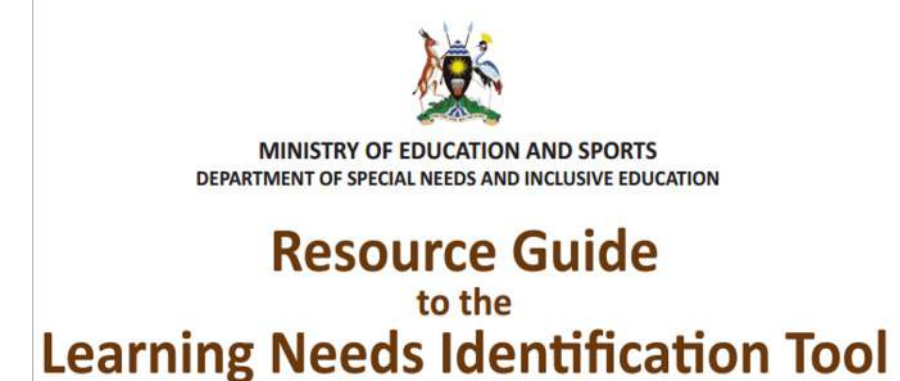 MINISTRY OF EDUCATION AND SPORTS
DEPARTMENT OF SPECIAL NEEDS AND INCLUSIVE EDUCATION
Resource Guide
to the
Learning Needs Identification Tool